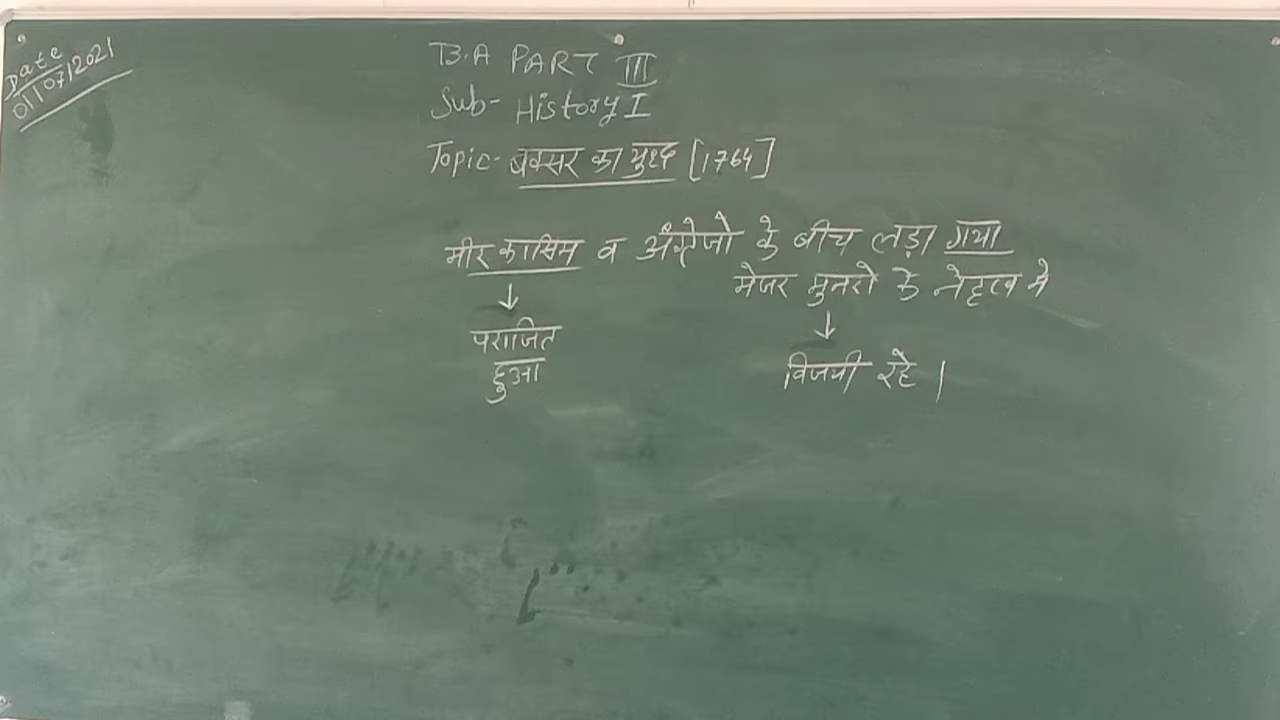 Date
01/07/2021
B.A PART III
Sub- History I
Topic- बक्सर का युध्द [1764]
मीर कासिम व अंग्रेजो के बीच लड़ा गया
मेजर मुनरो के नेतृत्व मे
↓ ↓
पराजित
हुआ
विजयी रहे ।